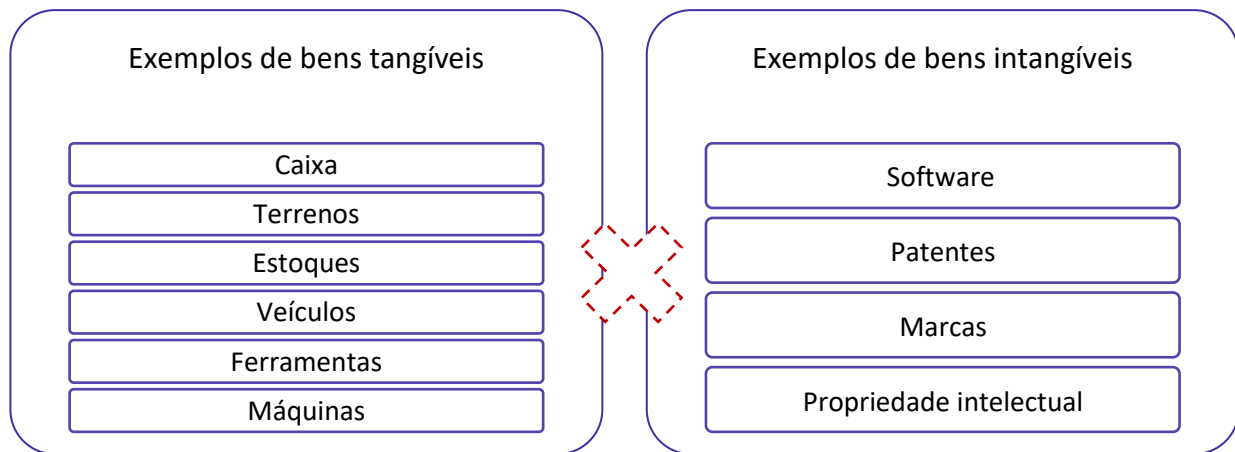 Exemplos de bens tangíveis
Caixa
Terrenos
Estoques
Veículos
Ferramentas
Máquinas
Exemplos de bens intangíveis
Software
Patentes
Marcas
Propriedade intelectual